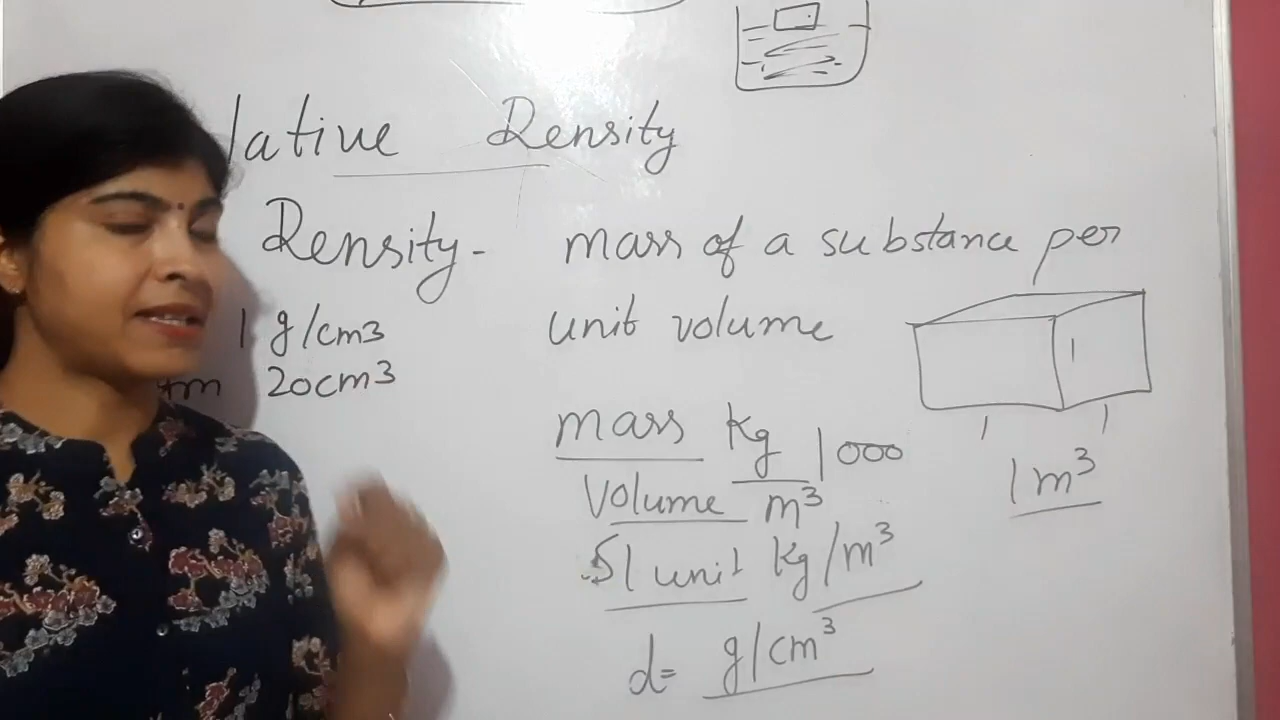 lative Density
Density - mass of a substance per
unit volume
1 g/cm3
m 20cm3
mass Kg 1000
Volume m³
SI unit Kg/m³
d= g/cm³
1
1
1
1m³